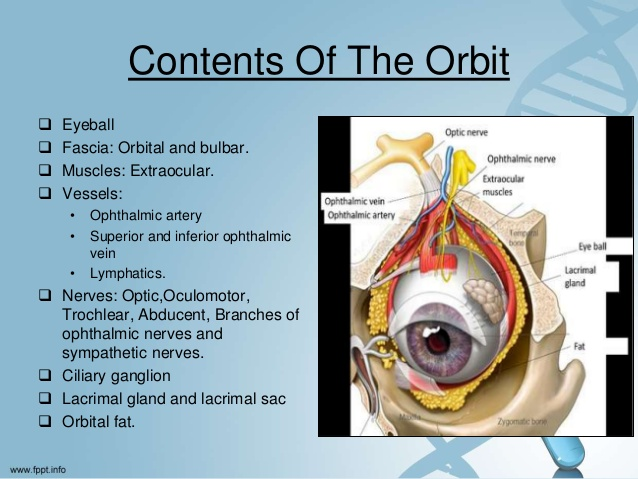 Contents Of The Orbit
❑ Eyeball
❑ Fascia: Orbital and bulbar.
❑ Muscles: Extraocular.
❑ Vessels:
• Ophthalmic artery
• Superior and inferior ophthalmic
vein
• Lymphatics.
❑ Nerves: Optic,Oculomotor,
Trochlear, Abducent, Branches of
ophthalmic nerves and
sympathetic nerves.
❑ Ciliary ganglion
❑ Lacrimal gland and lacrimal sac
❑ Orbital fat.
Optic nerve
Ophthalmic nerve
Extraocular
muscles
Ophthalmic vein
Ophthalmic artery
Temporal
bone
Eye ball
Lacrimal
gland
Fat
Maxilla
Zygomatic bone
www.fppt.info